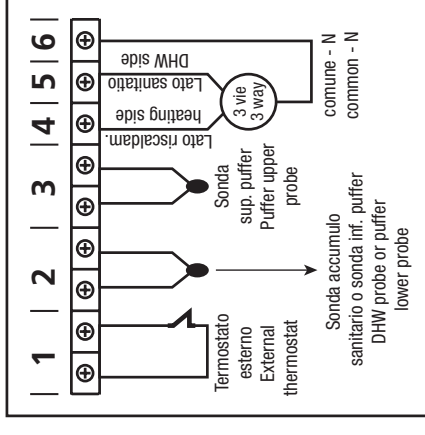 1
2
3
4
5
6
Termostato
esterno
External
thermostat
Sonda accumulo
sanitario o sonda inf. puffer
DHW probe or puffer
lower probe
Sonda
sup. puffer
Puffer upper
probe
Lato riscaldam.
heating side
Lato sanitatio
DHW side
3 vie
3 way
comune - N
common - N